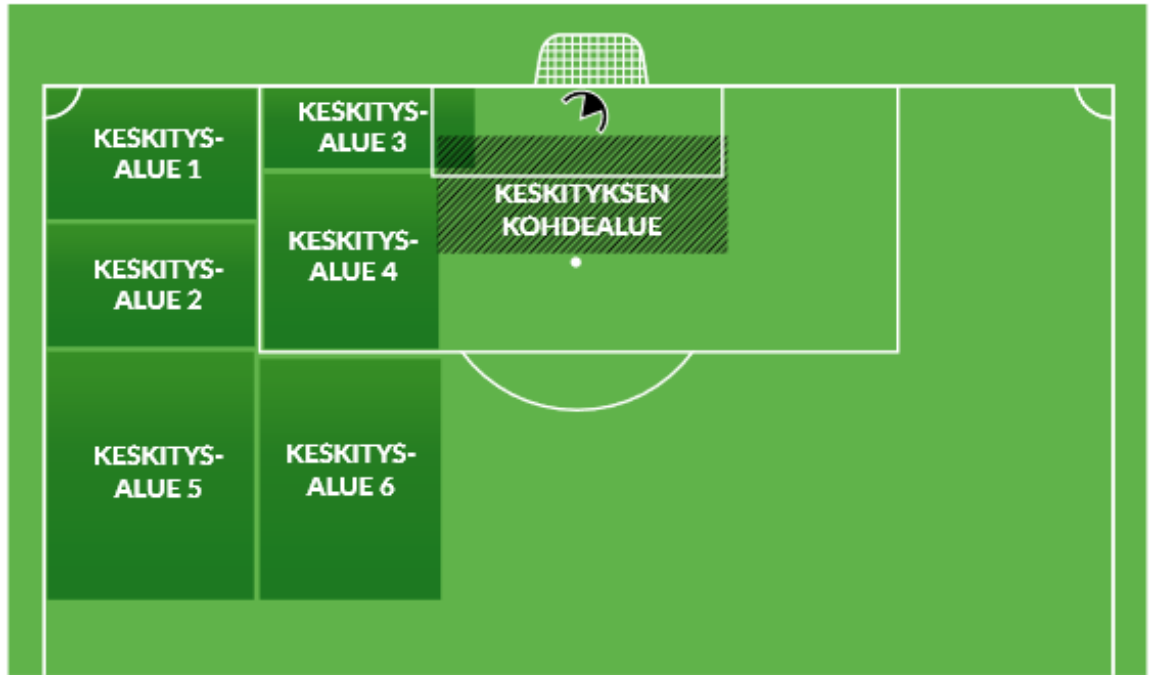 KESKITYS-
ALUE 1
KESKITYS-
ALUE 3
KESKITYKSEN
KOHDEALUE
KESKITYS-
ALUE 2
KESKITYS-
ALUE 4
KESKITYS-
ALUE 5
KESKITYS-
ALUE 6